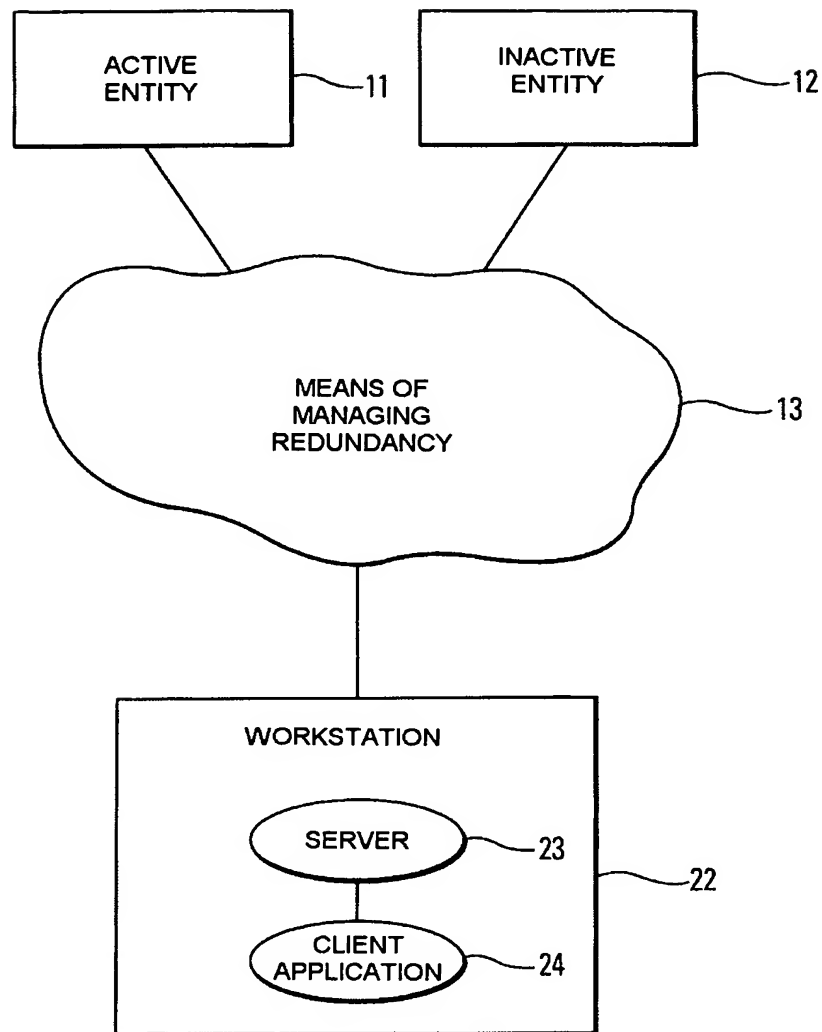 ACTIVE
ENTITY
11
INACTIVE
ENTITY
12
MEANS OF
MANAGING
REDUNDANCY
13
WORKSTATION
SERVER
23
22
CLIENT
APPLICATION
24